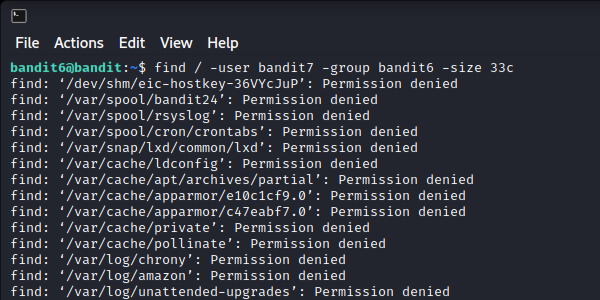 File Actions Edit View Help
bandit6@bandit:~$ find / -user bandit7 -group bandit6 -size 33c
find: ‘/dev/shm/eic-hostkey-36VYcJuP’: Permission denied
find: ‘/var/spool/bandit24’: Permission denied
find: ‘/var/spool/rsyslog’: Permission denied
find: ‘/var/spool/cron/crontabs’: Permission denied
find: ‘/var/snap/lxd/common/lxd’: Permission denied
find: ‘/var/cache/ldconfig’: Permission denied
find: ‘/var/cache/apt/archives/partial’: Permission denied
find: ‘/var/cache/apparmor/e10c1cf9.0’: Permission denied
find: ‘/var/cache/apparmor/c47eabf7.0’: Permission denied
find: ‘/var/cache/private’: Permission denied
find: ‘/var/cache/pollinate’: Permission denied
find: ‘/var/log/chrony’: Permission denied
find: ‘/var/log/amazon’: Permission denied
find: ‘/var/log/unattended-upgrades’: Permission denied